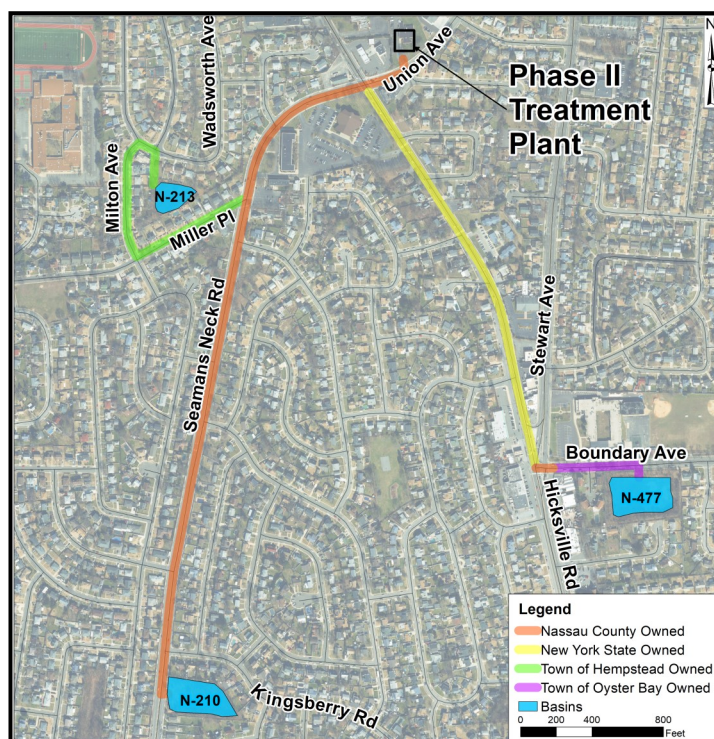 N
Union Ave
Wadsworth Ave
Phase II
Treatment
Plant
Milton Ave
N-213
Miller Pl
Seamans Neck Rd
Stewart Ave
Boundary Ave
N-477
Hicksville Rd
N-210
Kingsberry Rd
Legend
Nassau County Owned
New York State Owned
Town of Hempstead Owned
Town of Oyster Bay Owned
Basins
0 200 400 800
Feet